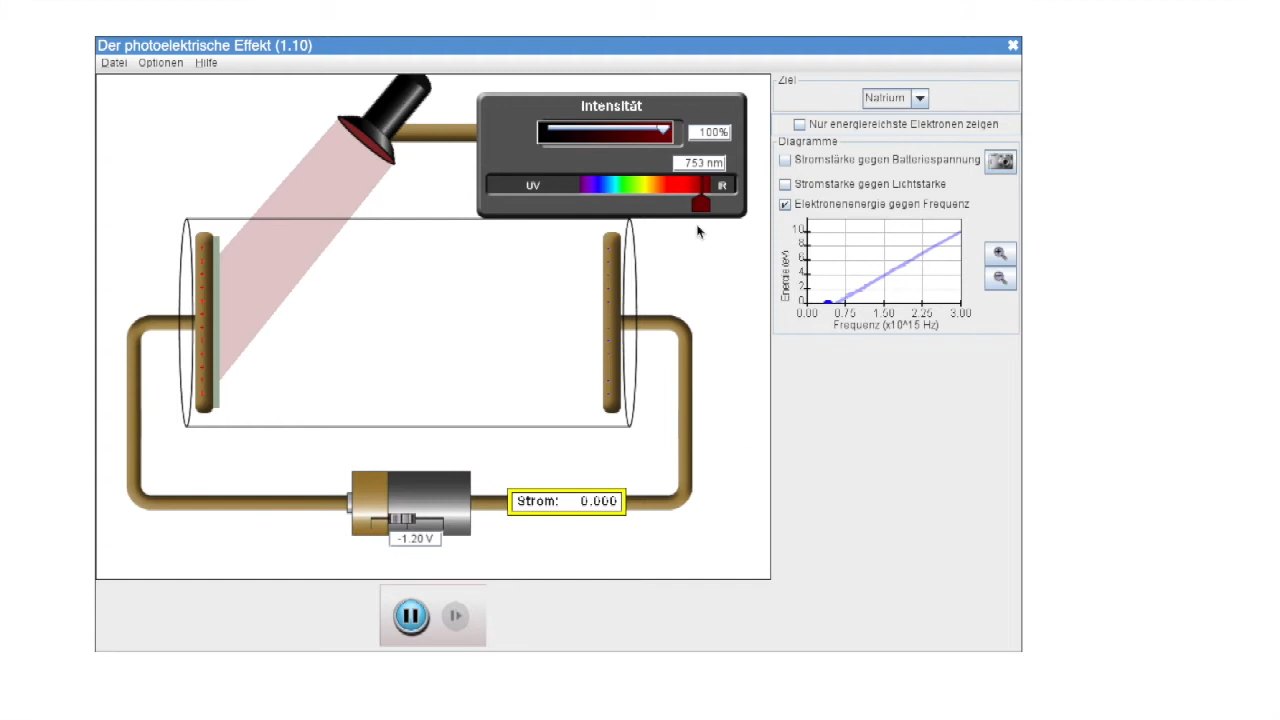 Der photoelektrische Effekt (1.10)
Datei Optionen Hilfe
Intensität
100%
753 nm
UV
IR
Strom: 0.000
-1.20 V
Ziel
Natrium
Nur energiereichste Elektronen zeigen
Diagramme
Stromstärke gegen Batteriespannung
Stromstärke gegen Lichtstärke
Elektronenenergie gegen Frequenz
Energie (eV)
10
8
6
4
2
0
0.00 0.75 1.50 2.25 3.00
Frequenz (x10^15 Hz)